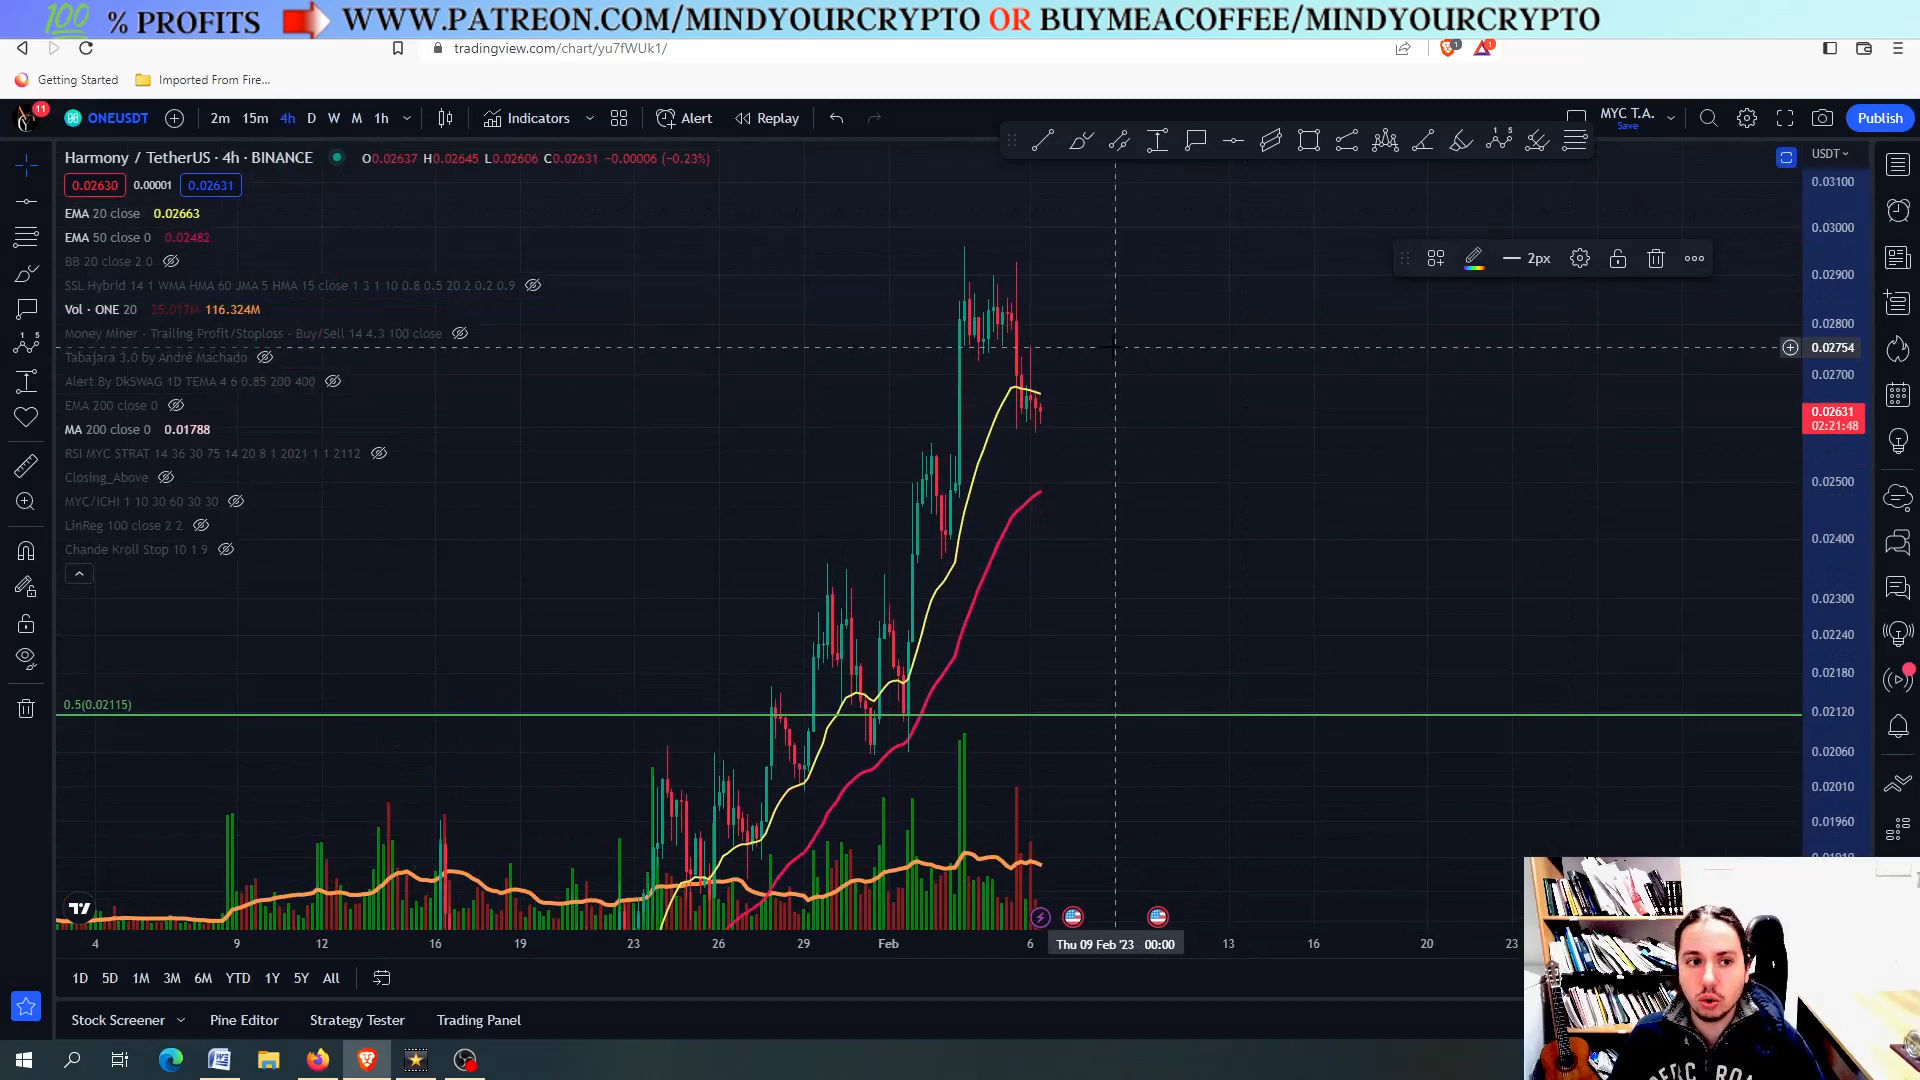 💯 % PROFITS WWW.PATREON.COM/MINDYOURCRYPTO OR BUYMEACOFFEE/MINDYOURCRYPTO
tradingview.com/chart/yu7fWUk1/
Getting Started Imported From Fire...
11 ONEUSDT 2m 15m 4h D W M 1h Indicators Alert Replay MYC T.A. Save Publish
Harmony / TetherUS · 4h · BINANCE O0.02637 H0.02645 L0.02606 C0.02631 −0.00006 (−0.23%)
USDT
0.02630 0.00001 0.02631
EMA 20 close 0.02663
EMA 50 close 0 0.02482
BB 20 close 2 0
SSL Hybrid 14 1 WMA HMA 60 JMA 5 HMA 15 close 1 3 1 10 0.8 0.5 20 2 0.2 0.9
Vol · ONE 20 25.017M 116.324M
Money Miner - Trailing Profit/Stoploss - Buy/Sell 14 4.3 100 close
Tabajara 3.0 by André Machado
Alert By DkSWAG 1D TEMA 4 6 0.85 200 400
EMA 200 close 0
MA 200 close 0 0.01788
RSI MYC STRAT 14 36 30 75 14 20 8 1 2021 1 1 2112
Closing_Above
MYC/ICHI 1 10 30 60 30 30
LinReg 100 close 2 2
Chande Kroll Stop 10 1 9
2px
0.03100
0.03000
0.02900
0.02800
0.02754
0.02700
0.02631
02:21:48
0.02500
0.02400
0.02300
0.02240
0.02180
0.02120
0.02060
0.02010
0.01960
0.5(0.02115)
4 9 12 16 19 23 26 29 Feb 6 Thu 09 Feb '23 00:00 13 16 20 23
1D 5D 1M 3M 6M YTD 1Y 5Y All
Stock Screener Pine Editor Strategy Tester Trading Panel